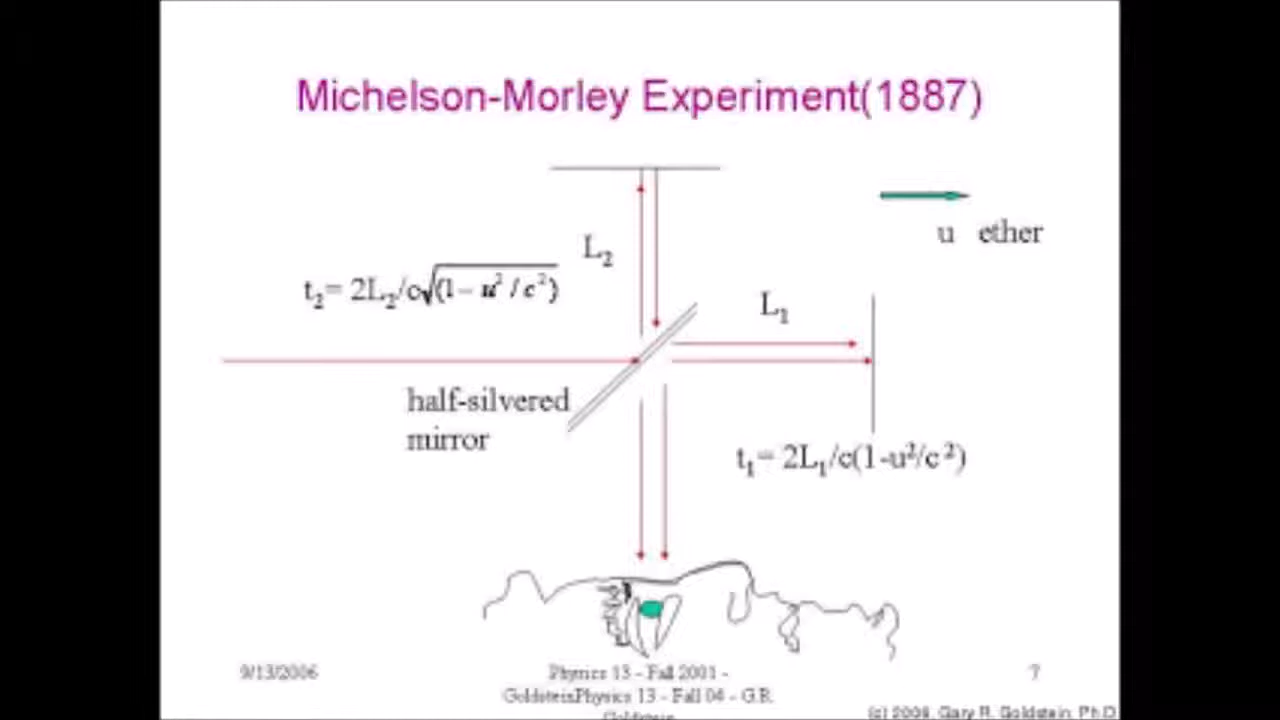 Michelson-Morley Experiment(1887)
u ether
L₂
t₂= 2L₂/c√(1– u²/c²)
L₁
half-silvered
mirror
t₁= 2L₁/c(1-u²/c²)
9/13/2006
Physics 13 - Fall 2001 -
GoldsteinPhysics 13 - Fall 04 - G.R.
Goldstein
7
(c) 2006, Gary R. Goldstein, Ph.D